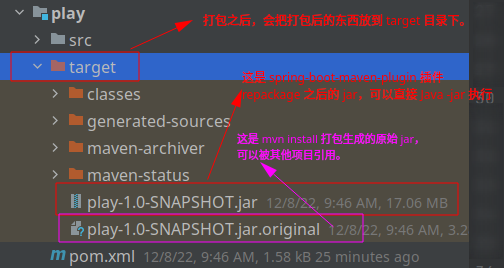 play
src
打包之后，会把打包后的东西放到 target 目录下。
target
这是 spring-boot-maven-plugin 插件
repackage 之后的 jar，可以直接 java -jar 执行
classes
generated-sources
这是 mvn install 打包生成的原始 jar，
可以被其他项目引用。
maven-archiver
maven-status
play-1.0-SNAPSHOT.jar 12/8/22, 9:46 AM, 17.06 MB
play-1.0-SNAPSHOT.jar.original 12/8/22, 9:46 AM, 3.2
pom.xml 12/8/22, 9:46 AM, 1.58 kB 25 minutes ago